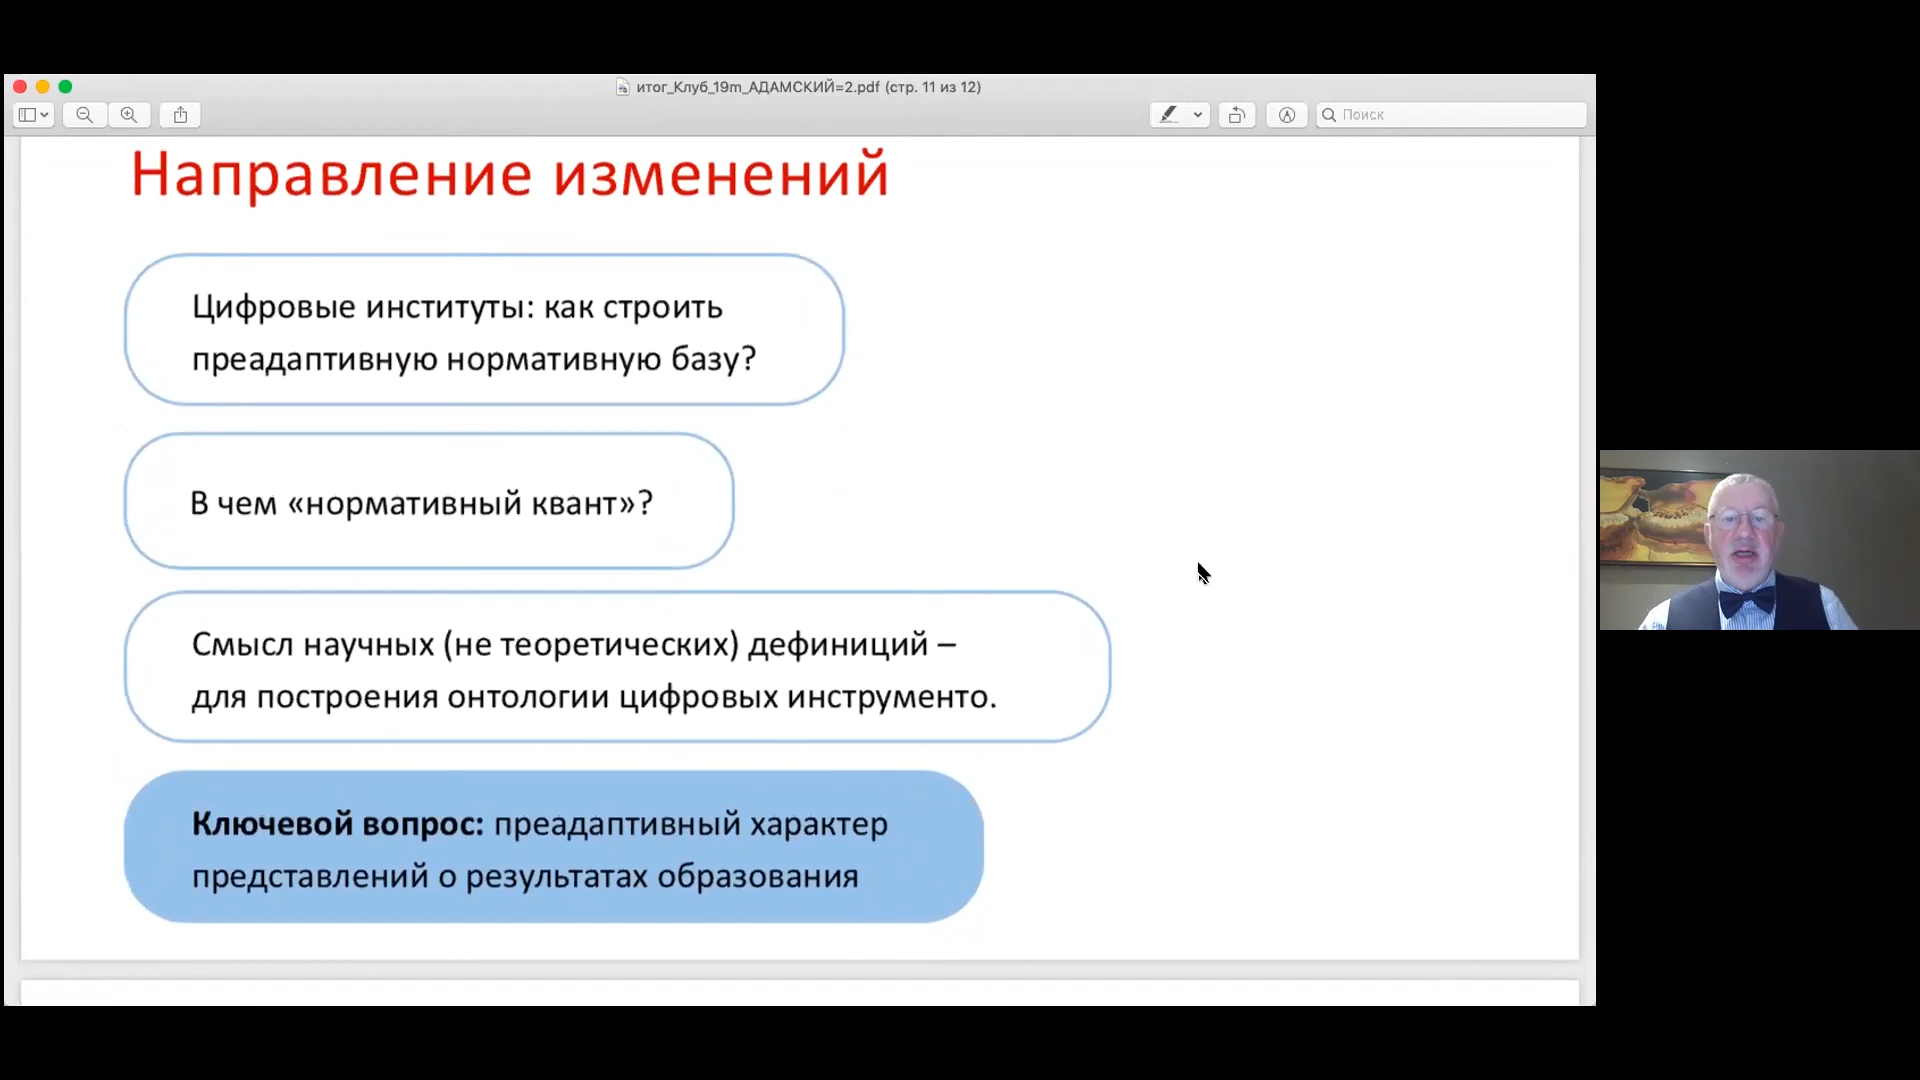 итог_Клуб_19m_АДАМСКИЙ=2.pdf (стр. 11 из 12)
Поиск
Направление изменений
Цифровые институты: как строить
преадаптивную нормативную базу?
В чем «нормативный квант»?
Смысл научных (не теоретических) дефиниций –
для построения онтологии цифровых инструменто.
Ключевой вопрос: преадаптивный характер
представлений о результатах образования